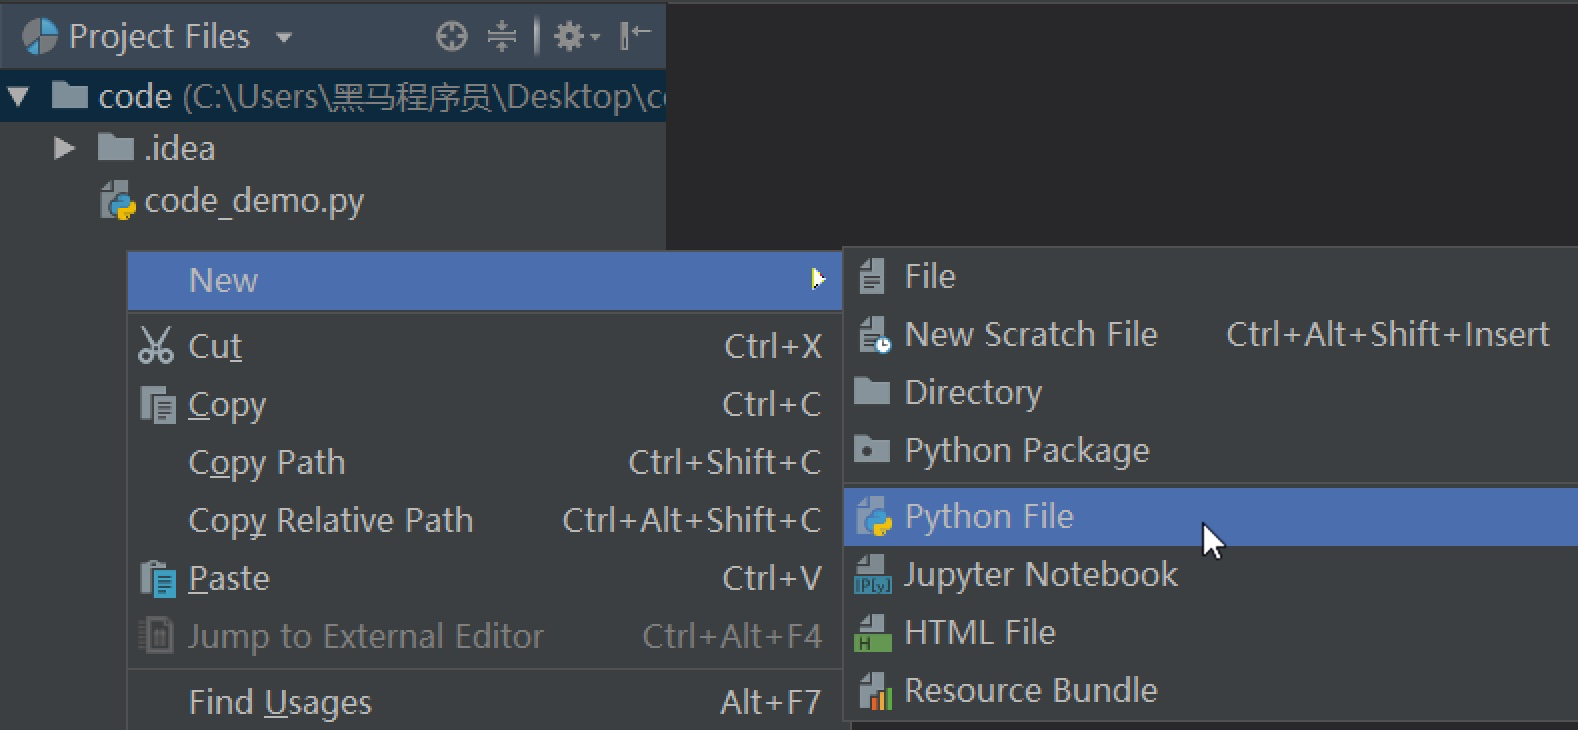 Project Files
code (C:\Users\黑马程序员\Desktop\c
.idea
code_demo.py
New
Cut Ctrl+X
Copy Ctrl+C
Copy Path Ctrl+Shift+C
Copy Relative Path Ctrl+Alt+Shift+C
Paste Ctrl+V
Jump to External Editor Ctrl+Alt+F4
Find Usages Alt+F7
File
New Scratch File Ctrl+Alt+Shift+Insert
Directory
Python Package
Python File
IP[y] Jupyter Notebook
H HTML File
Resource Bundle